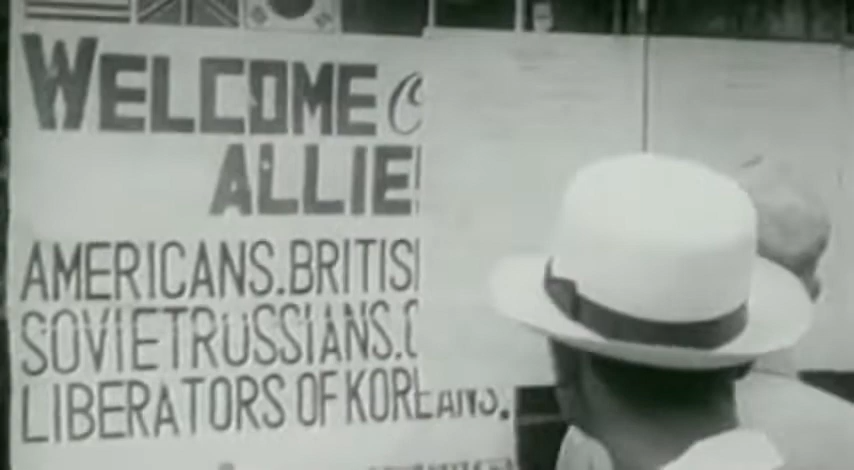 WELCOME
ALLIE
AMERICANS.BRITIS
SOVIETRUSSIANS.
LIBERATORS OF KOREANS.